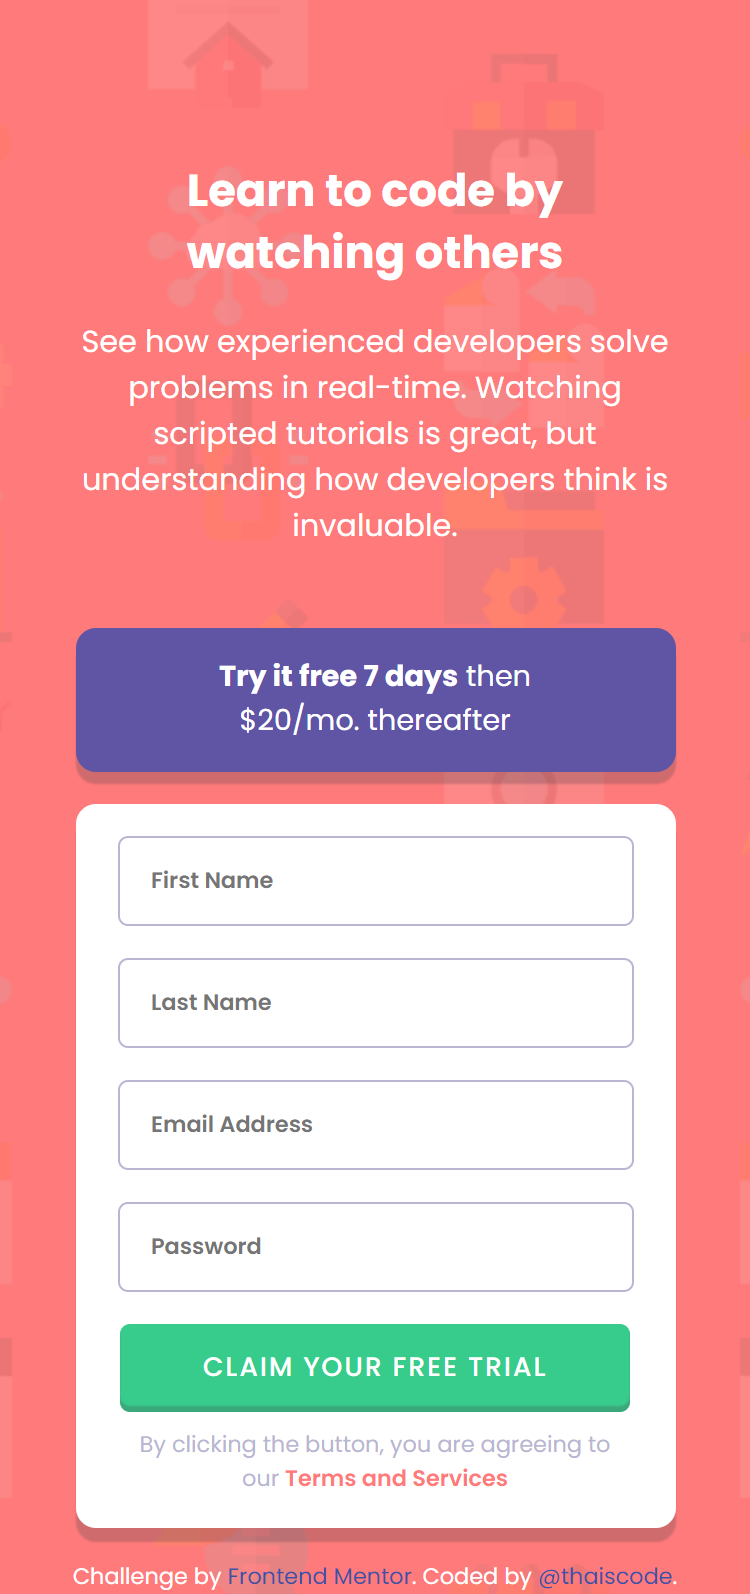 Learn to code by
watching others
See how experienced developers solve
problems in real-time. Watching
scripted tutorials is great, but
understanding how developers think is
invaluable.
Try it free 7 days then
$20/mo. thereafter
First Name
Last Name
Email Address
Password
CLAIM YOUR FREE TRIAL
By clicking the button, you are agreeing to
our Terms and Services
Challenge by Frontend Mentor. Coded by @thaiscode.